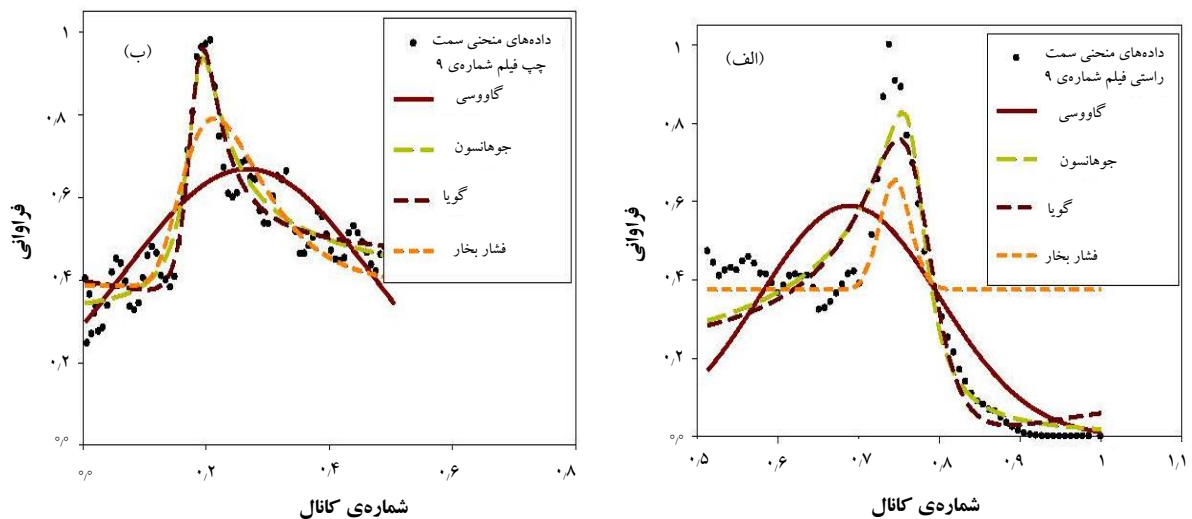 (ب)
داده‌های منحنی سمت
چپ فیلم شماره‌ی ۹
گاووسی
جوهانسون
گویا
فشار بخار
فراوانی
۱
۰٫۸
۰٫۶
۰٫۴
۰٫۲
۰٫۰
۰٫۰
۰٫۲
۰٫۴
۰٫۶
۰٫۸
شماره‌ی کانال
(الف)
داده‌های منحنی سمت
راستی فیلم شماره‌ی ۹
گاووسی
جوهانسون
گویا
فشار بخار
فراوانی
۱
۰٫۸
۰٫۶
۰٫۴
۰٫۲
۰٫۰
۰٫۵
۰٫۶
۰٫۷
۰٫۸
۰٫۹
۱
۱٫۱
شماره‌ی کانال